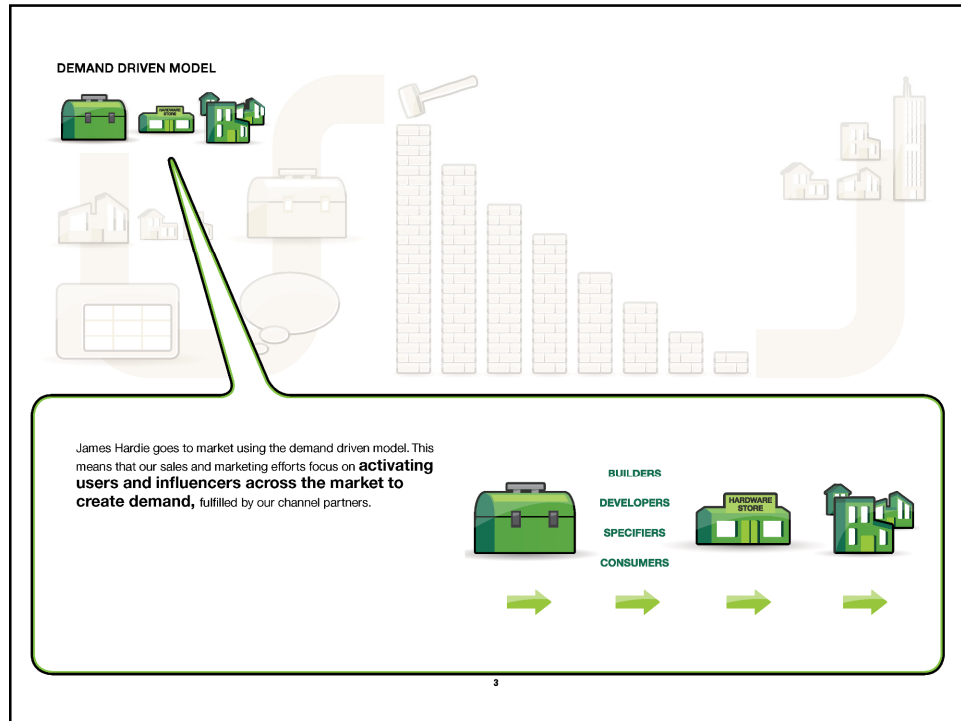 DEMAND DRIVEN MODEL
HARDWARE
STORE
James Hardie goes to market using the demand driven model. This
means that our sales and marketing efforts focus on activating
users and influencers across the market to
create demand, fulfilled by our channel partners.
BUILDERS
DEVELOPERS
SPECIFIERS
CONSUMERS
HARDWARE
STORE
3